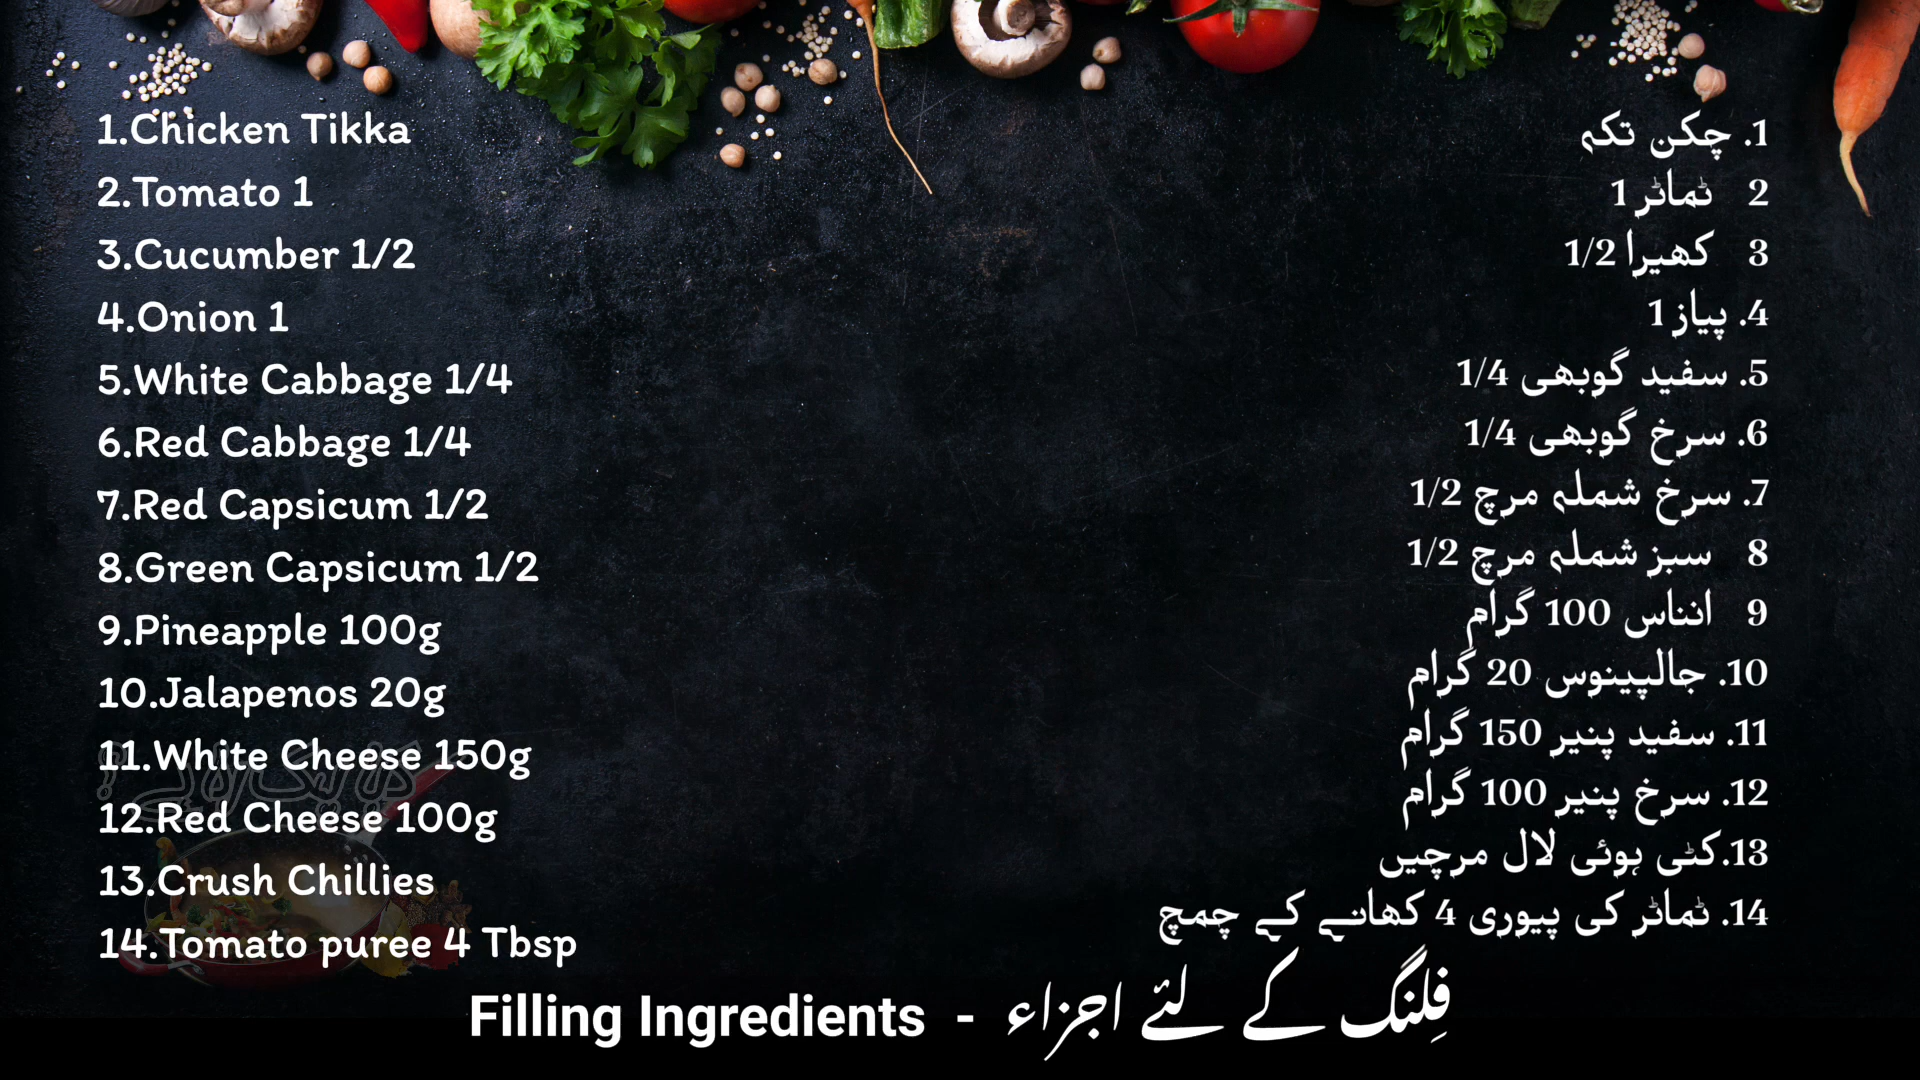 1.Chicken Tikka
2.Tomato 1
3.Cucumber 1/2
4.Onion 1
5.White Cabbage 1/4
6.Red Cabbage 1/4
7.Red Capsicum 1/2
8.Green Capsicum 1/2
9.Pineapple 100g
10.Jalapenos 20g
11.White Cheese 150g
12.Red Cheese 100g
13.Crush Chillies
14.Tomato puree 4 Tbsp
1. چکن تکہ
2 ٹماٹر 1
3 کھیرا 1/2
4. پیاز 1
5. سفید گوبھی 1/4
6. سرخ گوبھی 1/4
7. سرخ شملہ مرچ 1/2
8 سبز شملہ مرچ 1/2
9 انناس 100 گرام
10. جالپینوس 20 گرام
11. سفید پنیر 150 گرام
12. سرخ پنیر 100 گرام
13.کٹی ہوئی لال مرچیں
14. ٹماٹر کی پیوری 4 کھانے کے چمچ
Filling Ingredients - فِلنگ کے لئے اجزاء